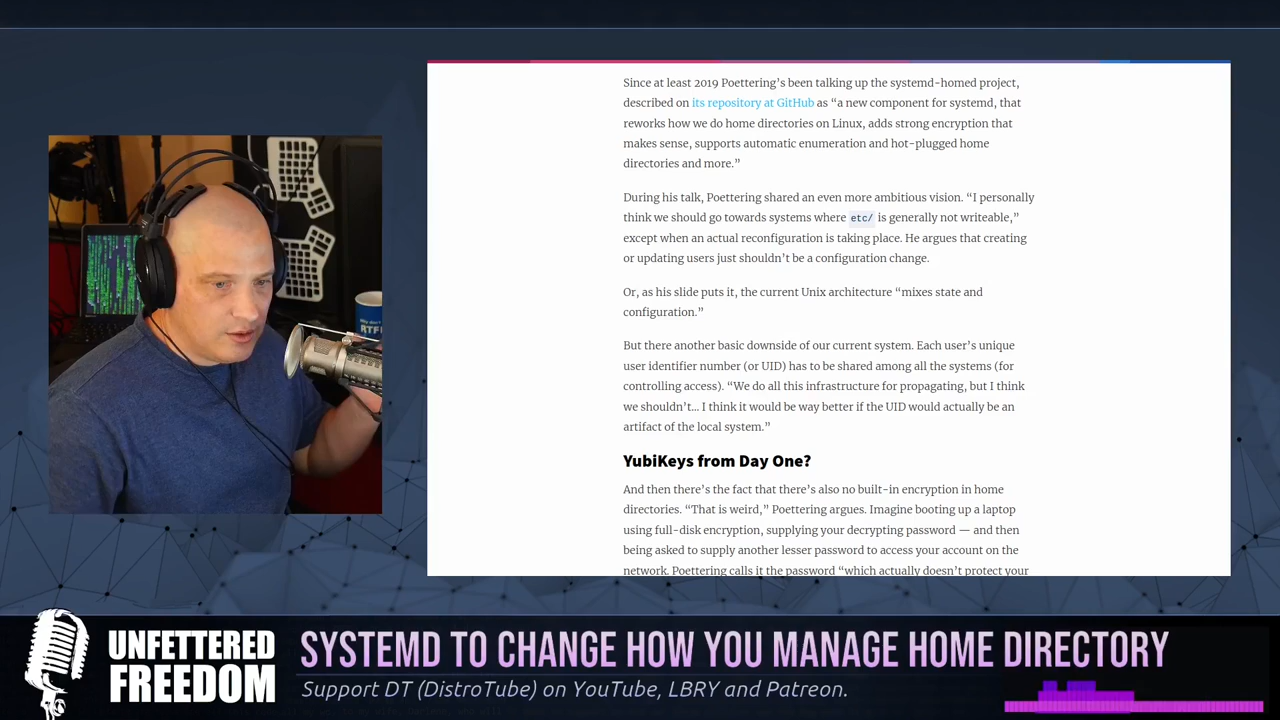 Since at least 2019 Poettering’s been talking up the systemd-homed project,
described on its repository at GitHub as “a new component for systemd, that
reworks how we do home directories on Linux, adds strong encryption that
makes sense, supports automatic enumeration and hot-plugged home
directories and more.”
During his talk, Poettering shared an even more ambitious vision. “I personally
think we should go towards systems where etc/ is generally not writeable,”
except when an actual reconfiguration is taking place. He argues that creating
or updating users just shouldn’t be a configuration change.
Or, as his slide puts it, the current Unix architecture “mixes state and
configuration.”
But there another basic downside of our current system. Each user’s unique
user identifier number (or UID) has to be shared among all the systems (for
controlling access). “We do all this infrastructure for propagating, but I think
we shouldn’t… I think it would be way better if the UID would actually be an
artifact of the local system.”
YubiKeys from Day One?
And then there’s the fact that there’s also no built-in encryption in home
directories. “That is weird,” Poettering argues. Imagine booting up a laptop
using full-disk encryption, supplying your decrypting password — and then
being asked to supply another lesser password to access your account on the
network. Poettering calls it the password “which actually doesn’t protect your
RTF
UNFETTERED
FREEDOM
SYSTEMD TO CHANGE HOW YOU MANAGE HOME DIRECTORY
Support DT (DistroTube) on YouTube, LBRY and Patreon.